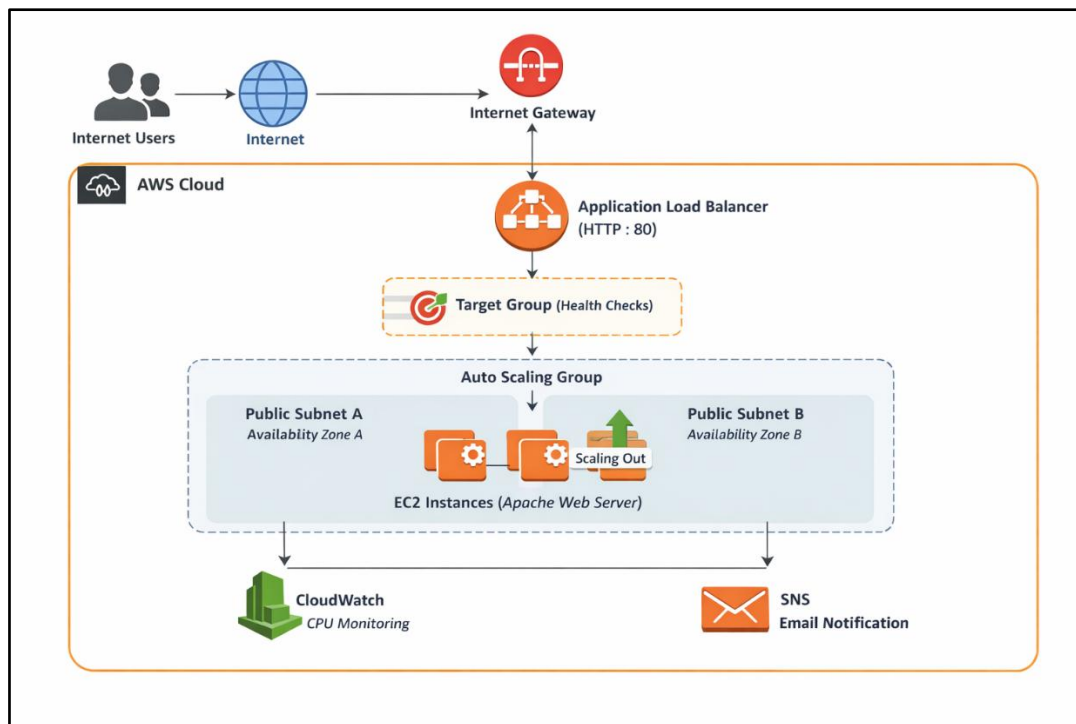 Internet Users
Internet
Internet Gateway
AWS Cloud
Application Load Balancer
(HTTP : 80)
Target Group (Health Checks)
Auto Scaling Group
Public Subnet A
Availability Zone A
Public Subnet B
Availability Zone B
Scaling Out
EC2 Instances (Apache Web Server)
CloudWatch
CPU Monitoring
SNS
Email Notification